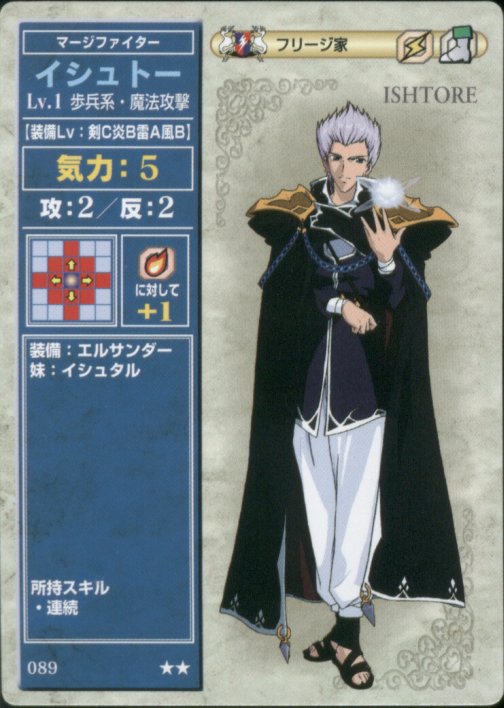 マージファイター
イシュトー
Lv.1 歩兵系・魔法攻撃
【装備Lv：剣C炎B雷A風B】
気力：5
攻：2／反：2
に対して
+1
装備：エルサンダー
妹：イシュタル
所持スキル
・連続
089 ★★
フリージ家
ISHTORE